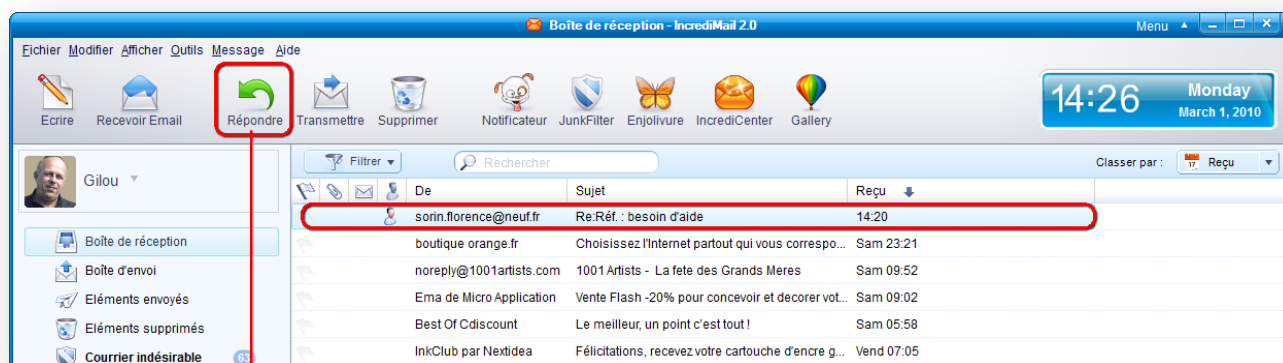 Boîte de réception - IncrediMail 2.0 Menu
Fichier Modifier Afficher Outils Message Aide
Ecrire Recevoir Email Répondre Transmettre Supprimer Notificateur JunkFilter Enjolivure IncrediCenter Gallery
14:26 Monday
March 1, 2010
Gilou
Filtrer Rechercher Classer par : 17 Reçu
De Sujet Reçu
sorin.florence@neuf.fr Re:Réf. : besoin d'aide 14:20
Boîte de réception
boutique orange.fr Choisissez l'Internet partout qui vous correspo... Sam 23:21
Boîte d'envoi
noreply@1001artists.com 1001 Artists - La fete des Grands Meres Sam 09:52
Eléments envoyés
Ema de Micro Application Vente Flash -20% pour concevoir et decorer vot... Sam 09:02
Eléments supprimés
Best Of Cdiscount Le meilleur, un point c'est tout ! Sam 05:58
Courrier indésirable 63
InkClub par Nextidea Félicitations, recevez votre cartouche d'encre g... Vend 07:05